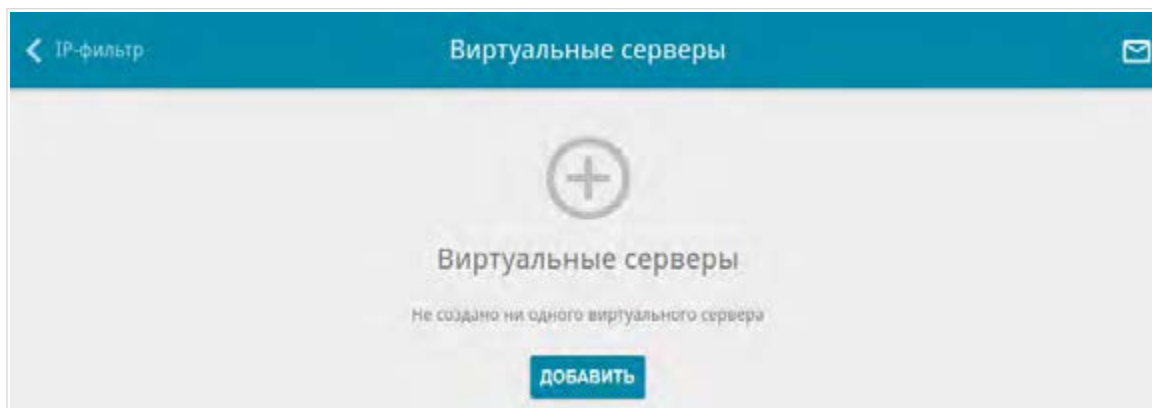 IP-фильтр
Виртуальные серверы
Виртуальные серверы
Не создано ни одного виртуального сервера
ДОБАВИТЬ